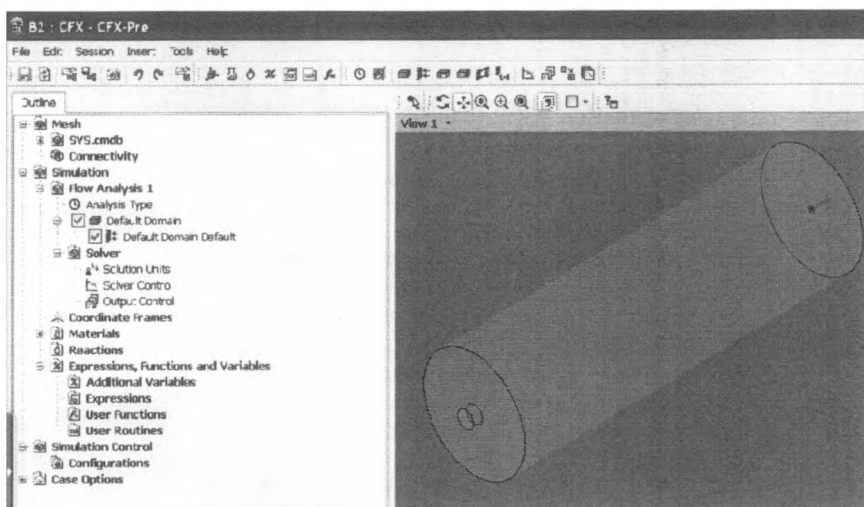 B2 : CFX - CFX-Pre
File Edit Session Insert Tools Help
Outline
Mesh
SYS.cmdb
Connectivity
Simulation
Flow Analysis 1
Analysis Type
Default Domain
Default Domain Default
Solver
Solution Units
Solver Contro
Output Control
Coordinate Frames
Materials
Reactions
Expressions, Functions and Variables
Additional Variables
Expressions
User Functions
User Routines
Simulation Control
Configurations
Case Options
View 1